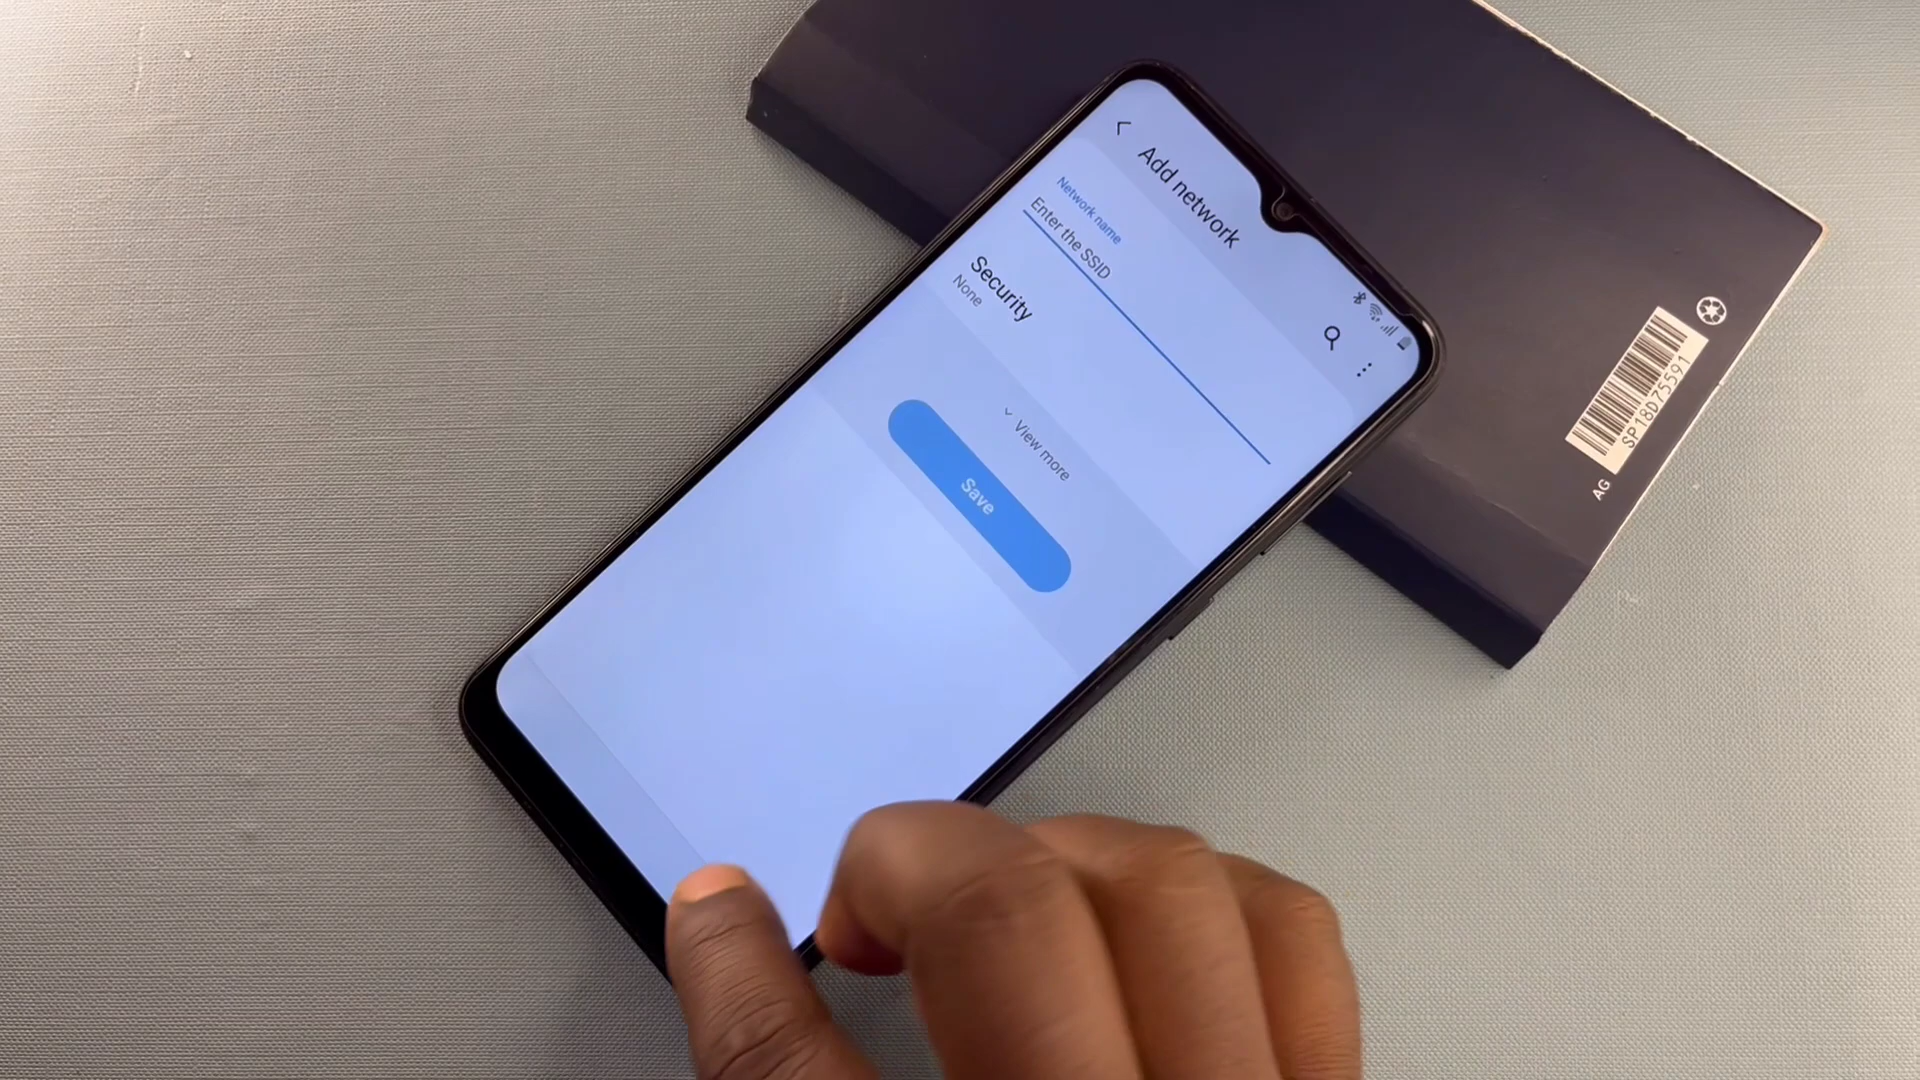 Add network
Network name
Enter the SSID
Security
None
View more
Save
SP18D75591
AG